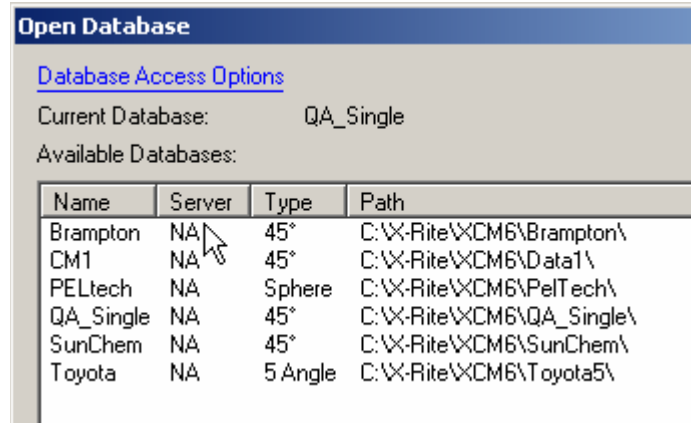 Open Database
Database Access Options
Current Database: QA_Single
Available Databases:
Name Server Type Path
Brampton NA 45° C:\X-Rite\XCM6\Brampton\
CM1 NA 45° C:\X-Rite\XCM6\Data1\
PELtech NA Sphere C:\X-Rite\XCM6\PelTech\
QA_Single NA 45° C:\X-Rite\XCM6\QA_Single\
SunChem NA 45° C:\X-Rite\XCM6\SunChem\
Toyota NA 5 Angle C:\X-Rite\XCM6\Toyota5\